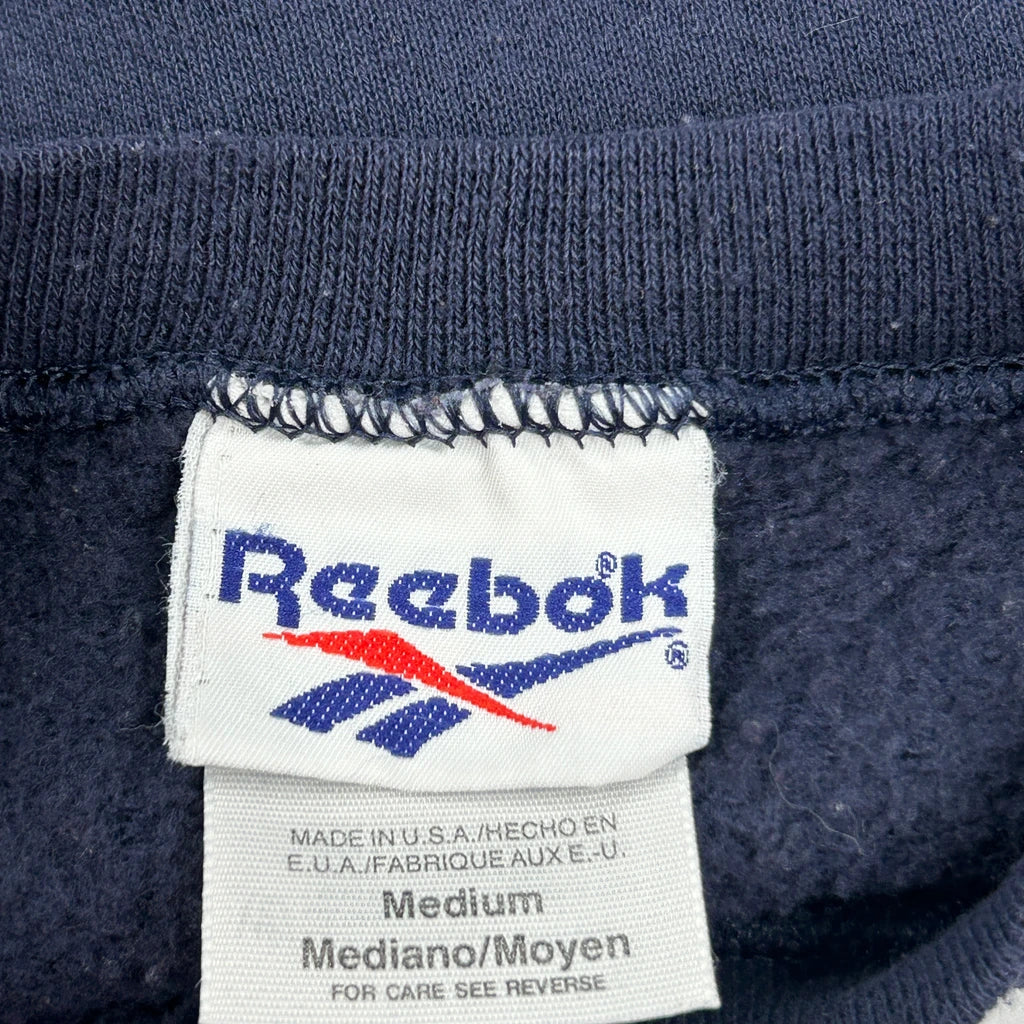 Reebok®
®
MADE IN U.S.A./HECHO EN
E.U.A./FABRIQUE AUX E.-U.
Medium
Mediano/Moyen
FOR CARE SEE REVERSE